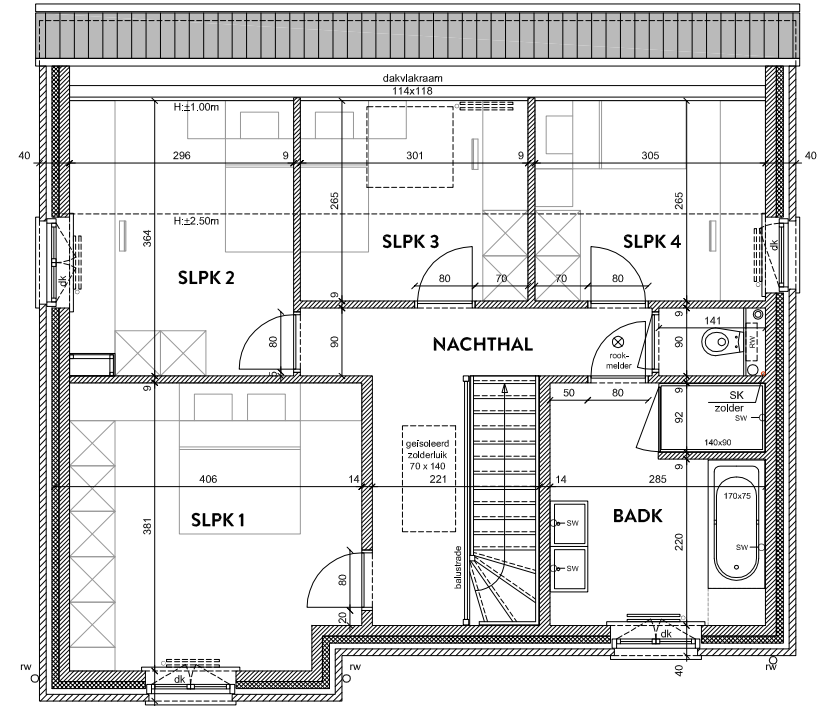 dakvlakraam
114x118
H:±1.00m
40
296
9
301
9
305
40
265
265
H:±2.50m
364
SLPK 2
SLPK 3
SLPK 4
dk
dk
80
70
70
80
9
9
141
80
90
NACHTHAL
rook-
melder
90
RW
5
9
50
80
9
SK
zolder
SW
92
140x90
geïsoleerd
zolderluik
70 x 140
406
14
221
14
285
9
170x75
SLPK 1
381
BADK
SW
SW
SW
220
balustrade
80
20
dk
dk
rw
rw
rw
40